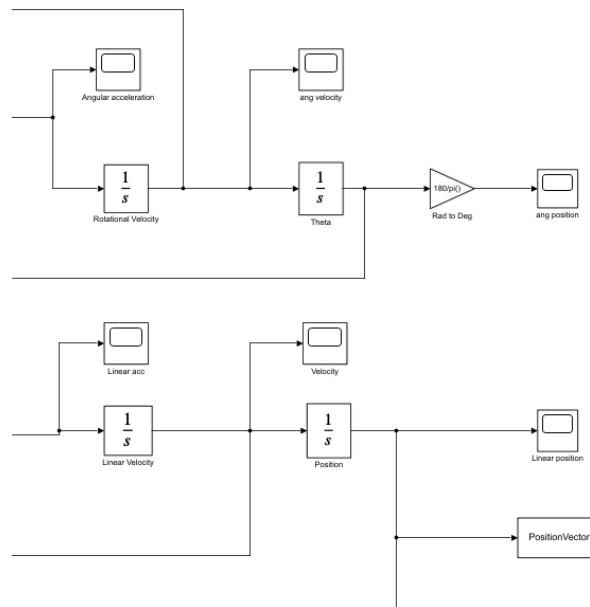 Angular acceleration
ang velocity
1
s
Rotational Velocity
1
s
Theta
180/pi()
Rad to Deg
ang position
Linear acc
Velocity
1
s
Linear Velocity
1
s
Position
Linear position
PositionVector